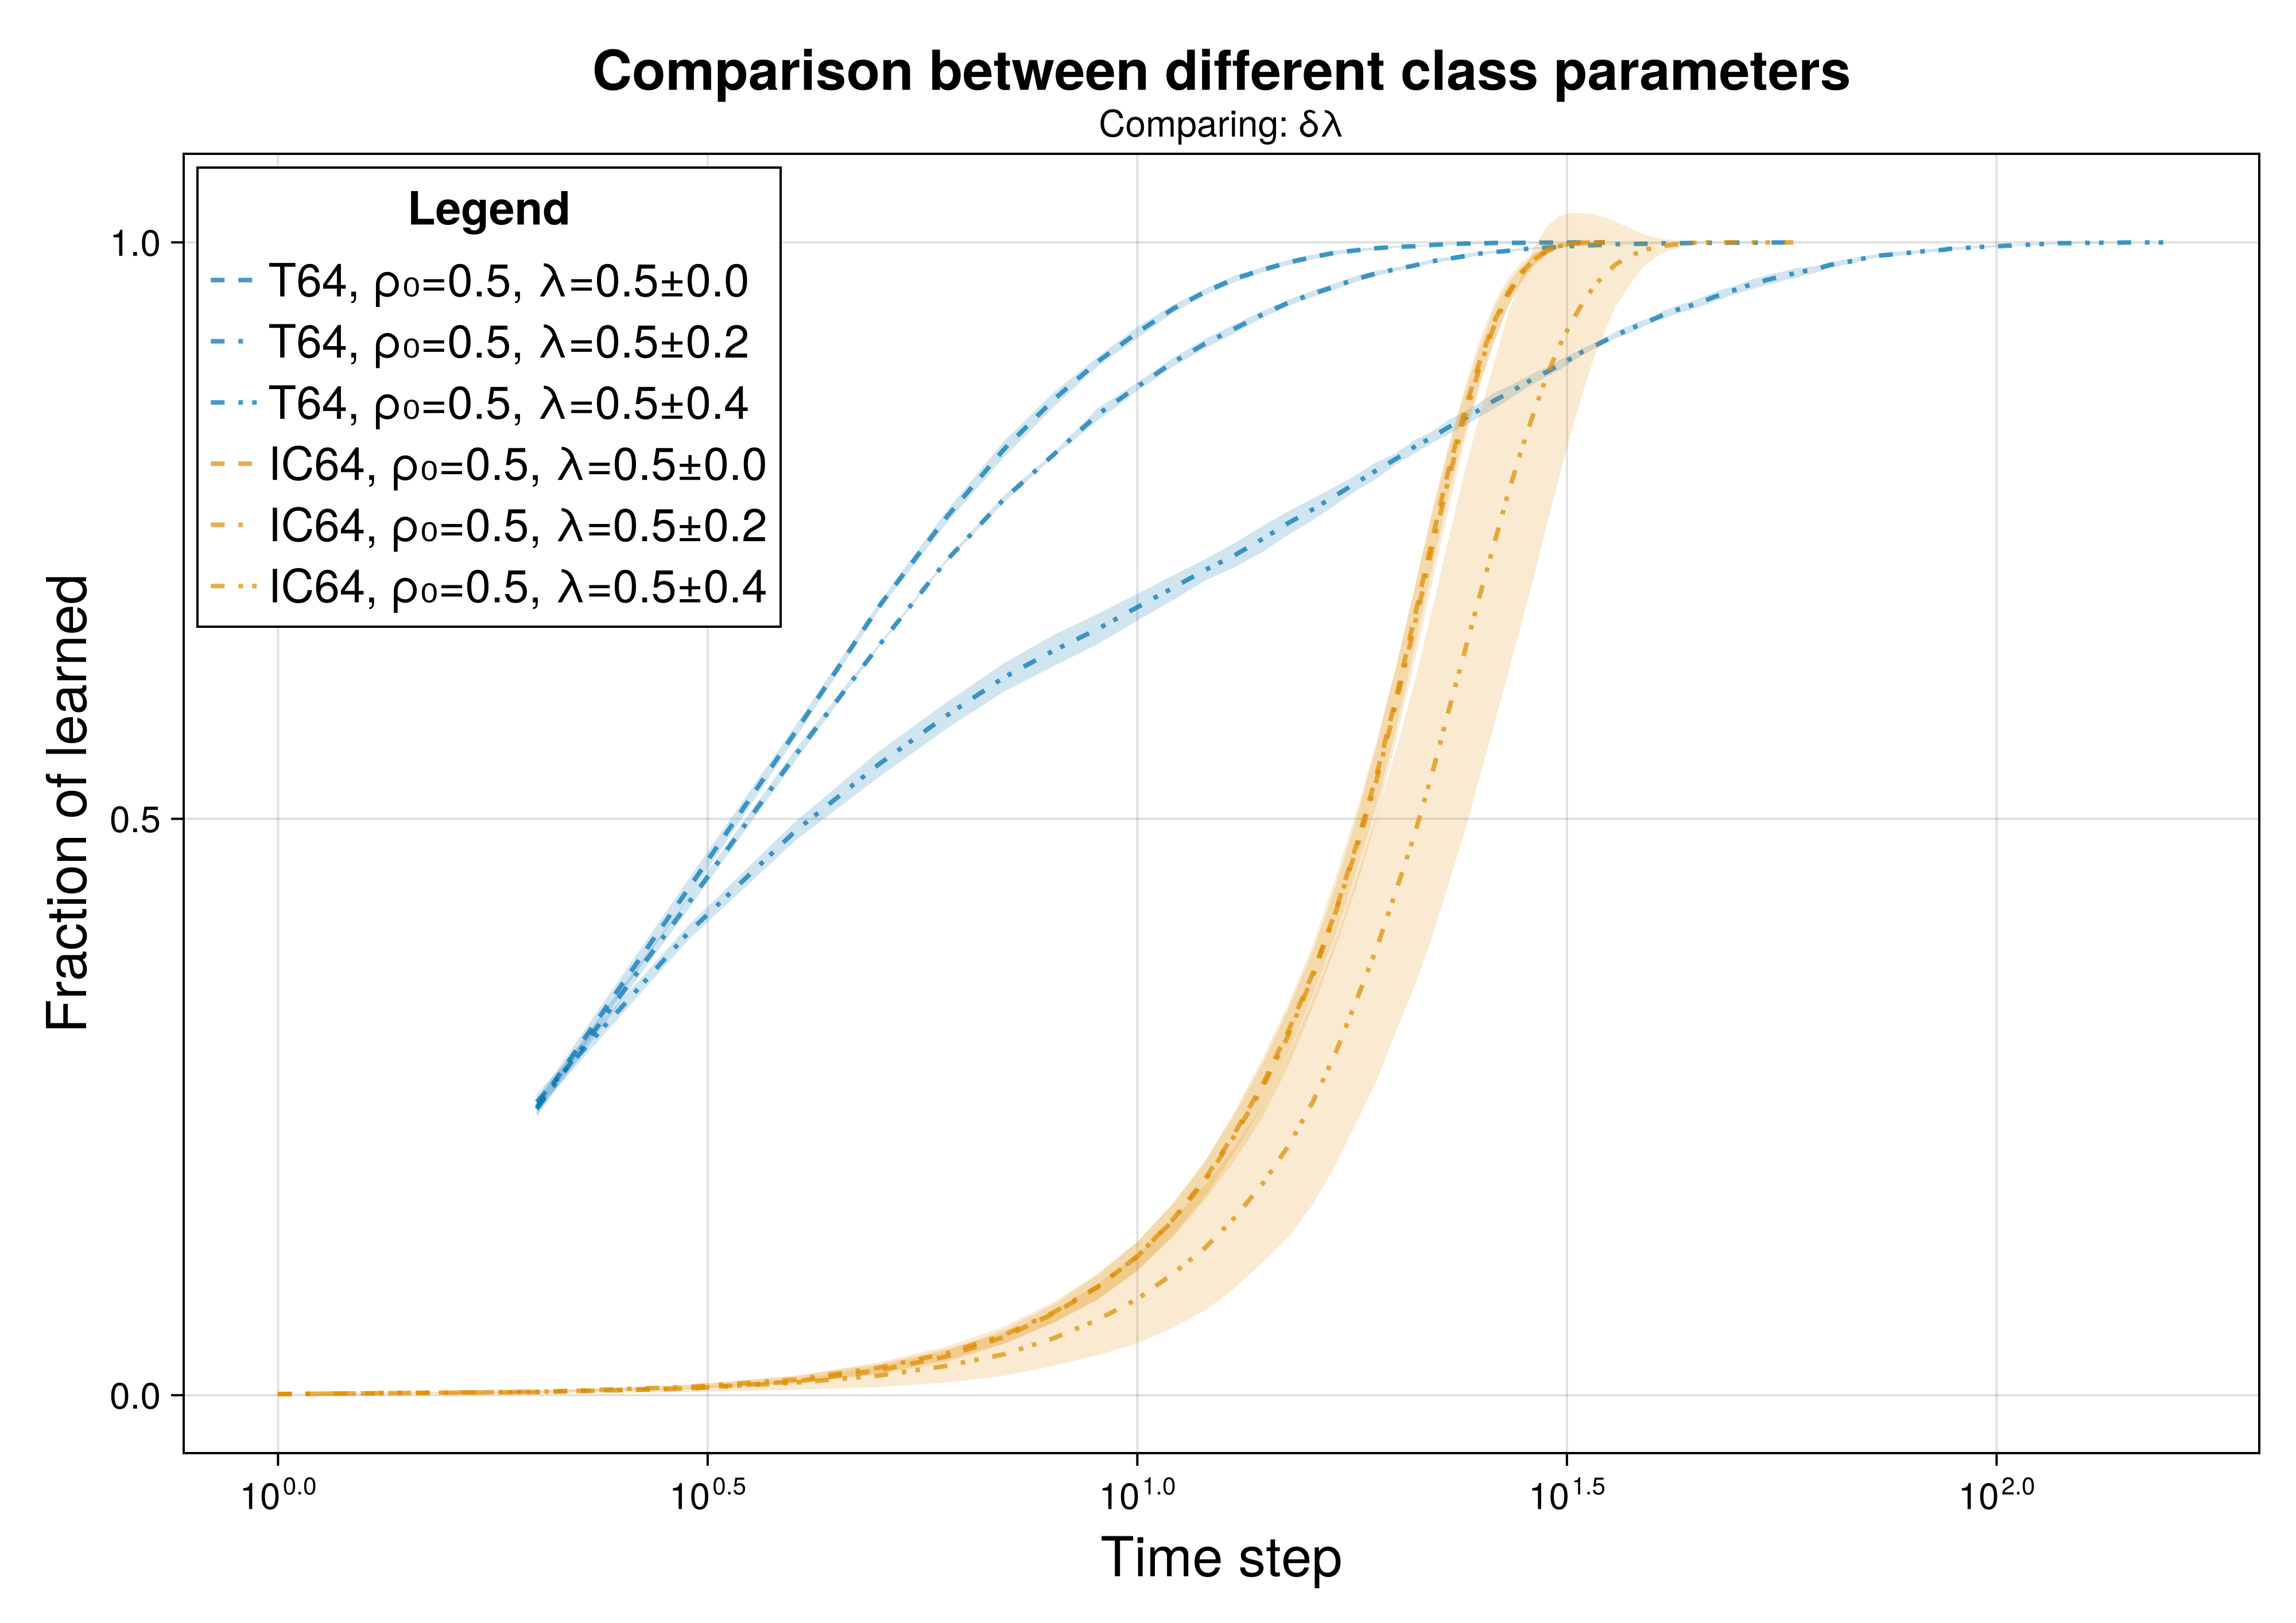 Comparison between different class parameters
Comparing: δλ
Legend
T64, ρ₀=0.5, λ=0.5±0.0
T64, ρ₀=0.5, λ=0.5±0.2
T64, ρ₀=0.5, λ=0.5±0.4
IC64, ρ₀=0.5, λ=0.5±0.0
IC64, ρ₀=0.5, λ=0.5±0.2
IC64, ρ₀=0.5, λ=0.5±0.4
Fraction of learned
1.0
0.5
0.0
10^0.0 10^0.5 10^1.0 10^1.5 10^2.0
Time step